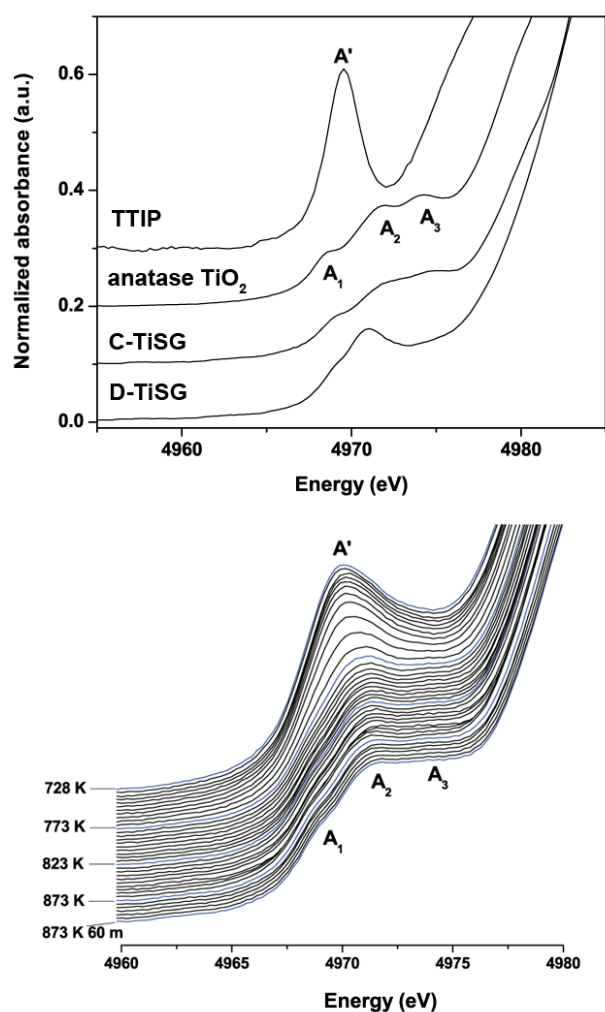 Normalized absorbance (a.u.)
0.6
0.4
0.2
0.0
A'
TTIP
A₂
A₃
anatase TiO₂
A₁
C-TiSG
D-TiSG
4960
4970
4980
Energy (eV)
A'
728 K
773 K
823 K
873 K
873 K 60 m
A₂
A₃
A₁
4960
4965
4970
4975
4980
Energy (eV)